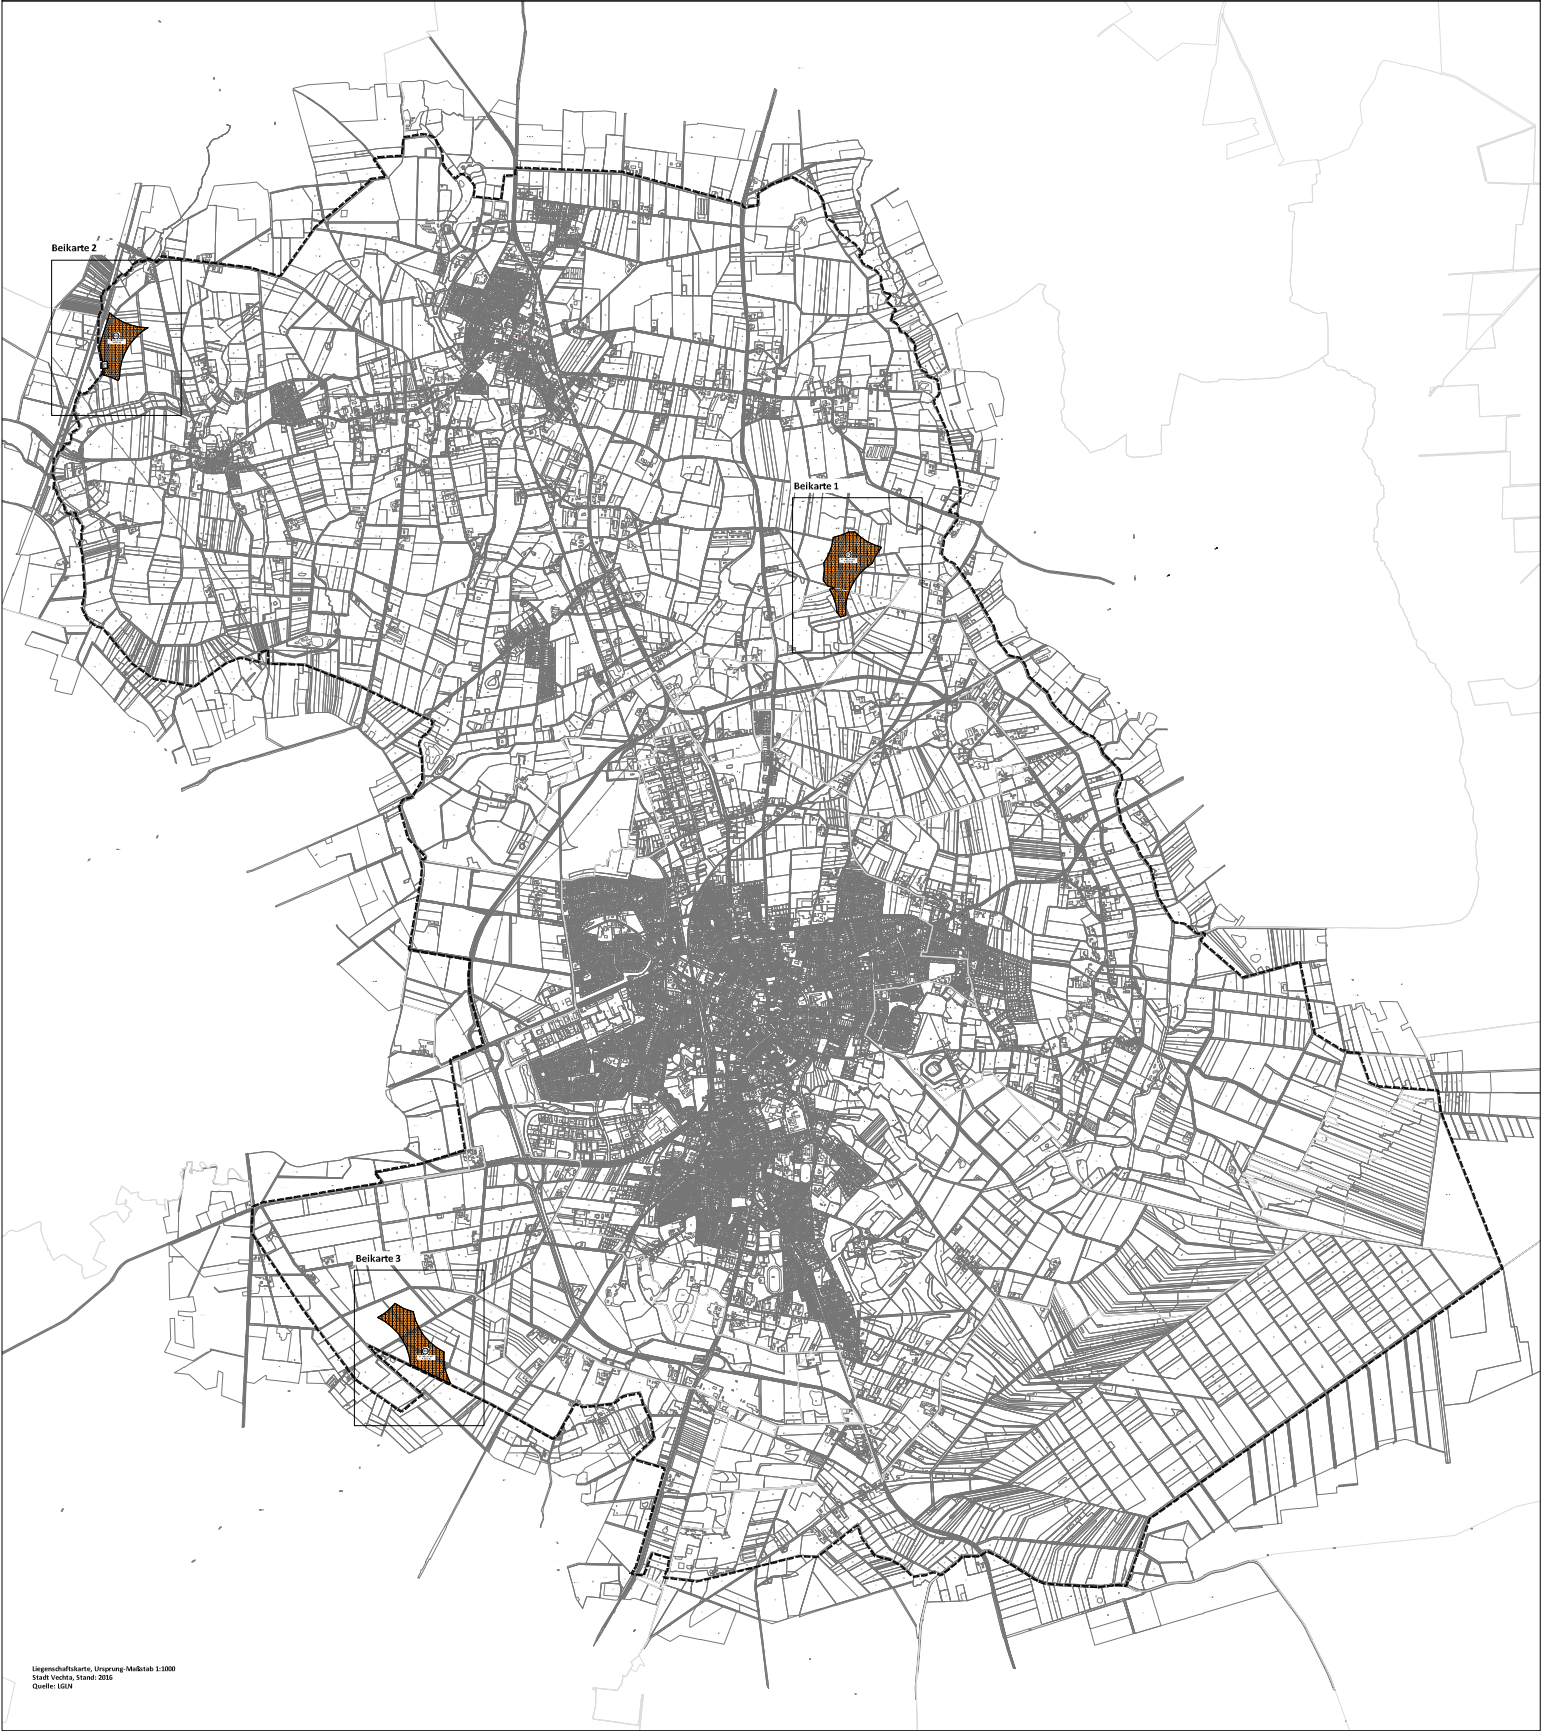 Beikarte 2
Beikarte 1
Beikarte 3
Liegenschaftskarte, Ursprung-Maßstab 1:1000
Stadt Vechta, Stand: 2016
Quelle: LGLN